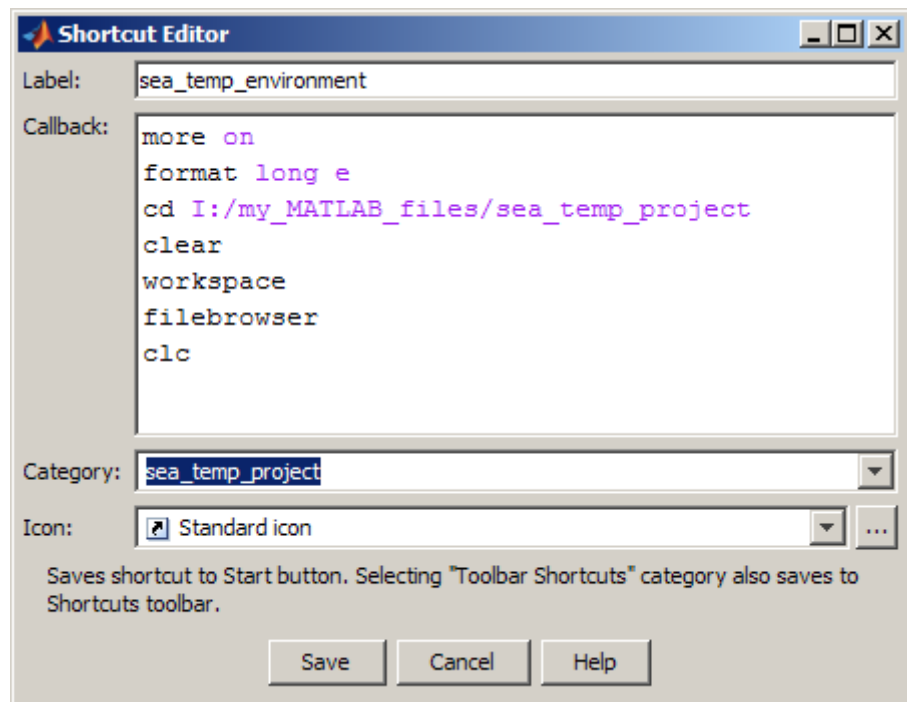 Shortcut Editor
Label: sea_temp_environment
Callback: more on
format long e
cd I:/my_MATLAB_files/sea_temp_project
clear
workspace
filebrowser
clc
Category: sea_temp_project
Icon: Standard icon ...
Saves shortcut to Start button. Selecting "Toolbar Shortcuts" category also saves to
Shortcuts toolbar.
Save Cancel Help